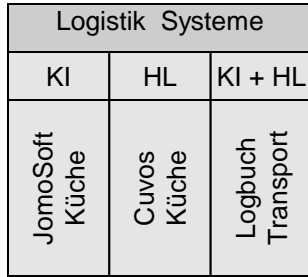 Logistik Systeme
KI
HL
KI + HL
JomoSoft
Küche
Cuvos
Küche
Logbuch
Transport